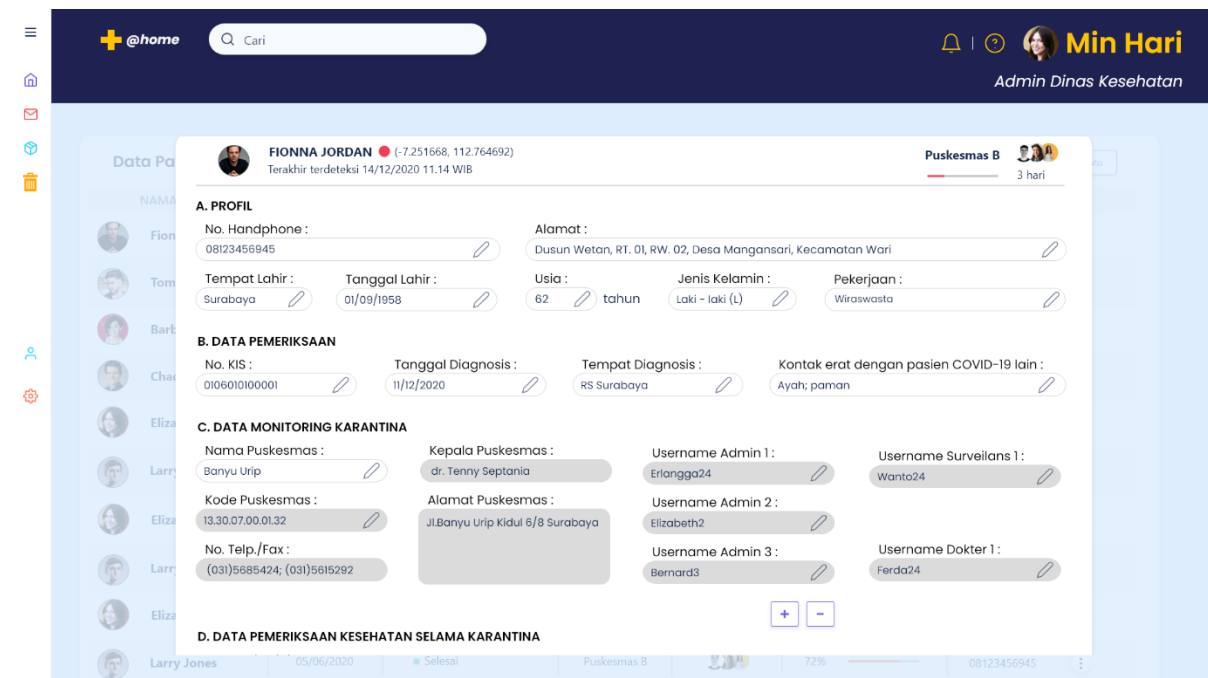 @home
Cari
Min Hari
Admin Dinas Kesehatan
Data Pa
FIONNA JORDAN (-7.251668, 112.764692)
Terakhir terdeteksi 14/12/2020 11.14 WIB
Puskesmas B
3 hari
NAMA
Fion
Tom
Barb
Chad
Eliza
Larry
Eliza
Larry
Eliza
A. PROFIL
No. Handphone : Alamat :
08123456945 Dusun Wetan, RT. 01, RW. 02, Desa Mangansari, Kecamatan Wari
Tempat Lahir : Tanggal Lahir : Usia : Jenis Kelamin : Pekerjaan :
Surabaya 01/09/1958 62 tahun Laki - laki (L) Wiraswasta
B. DATA PEMERIKSAAN
No. KIS : Tanggal Diagnosis : Tempat Diagnosis : Kontak erat dengan pasien COVID-19 lain :
0106010100001 11/12/2020 RS Surabaya Ayah; paman
C. DATA MONITORING KARANTINA
Nama Puskesmas : Kepala Puskesmas : Username Admin 1 : Username Surveilans 1 :
Banyu Urip dr. Tenny Septania Erlangga24 Wanto24
Kode Puskesmas : Alamat Puskesmas : Username Admin 2 :
13.30.07.00.01.32 Jl.Banyu Urip Kidul 6/8 Surabaya Elizabeth2
No. Telp./Fax : Username Admin 3 : Username Dokter 1 :
(031)5685424; (031)5615292 Bernard3 Ferda24
+ -
D. DATA PEMERIKSAAN KESEHATAN SELAMA KARANTINA
Larry Jones 05/06/2020 Selesai Puskesmas B 72% 08123456945